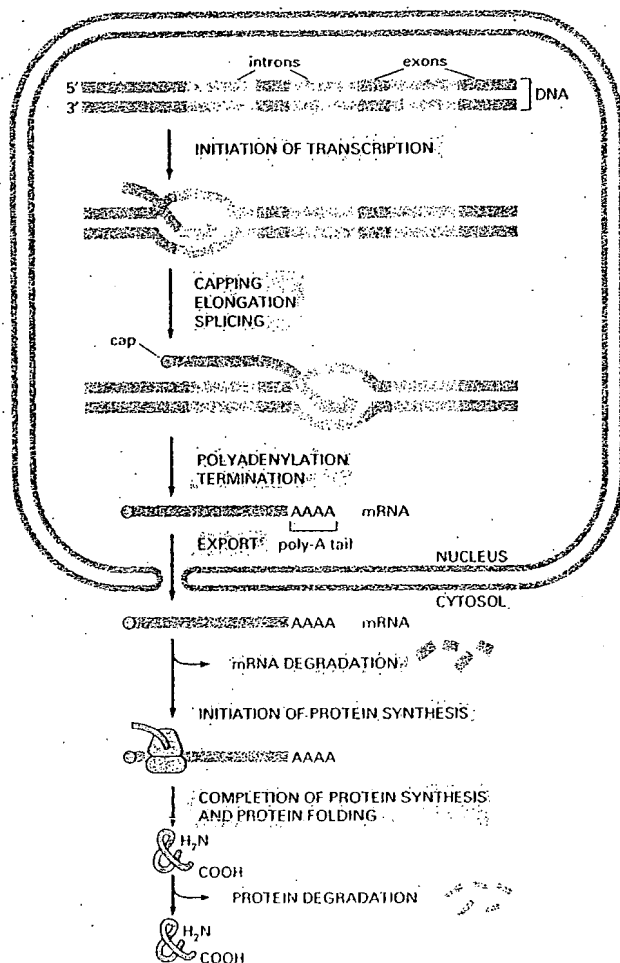 introns exons
5′
3′
DNA
INITIATION OF TRANSCRIPTION
CAPPING
ELONGATION
SPLICING
cap
POLYADENYLATION
TERMINATION
AAAA mRNA
EXPORT poly-A tail
NUCLEUS
CYTOSOL
AAAA mRNA
mRNA DEGRADATION
INITIATION OF PROTEIN SYNTHESIS
AAAA
COMPLETION OF PROTEIN SYNTHESIS
AND PROTEIN FOLDING
H₂N
COOH
PROTEIN DEGRADATION
H₂N
COOH